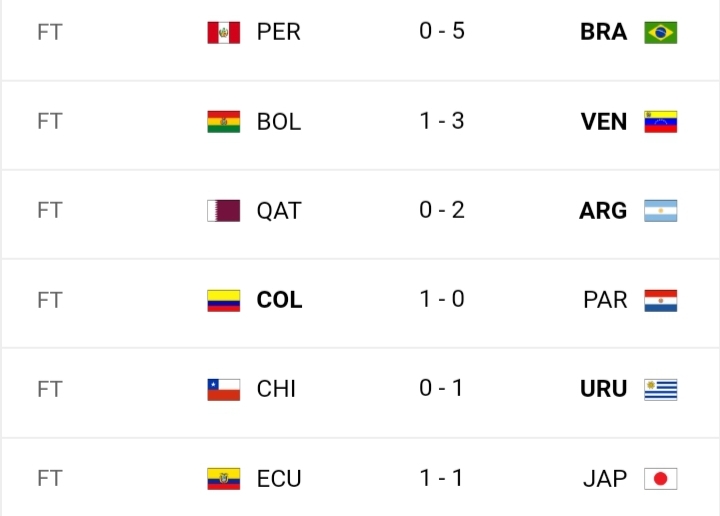 FT PER 0 - 5 BRA
FT BOL 1 - 3 VEN
FT QAT 0 - 2 ARG
FT COL 1 - 0 PAR
FT CHI 0 - 1 URU
FT ECU 1 - 1 JAP